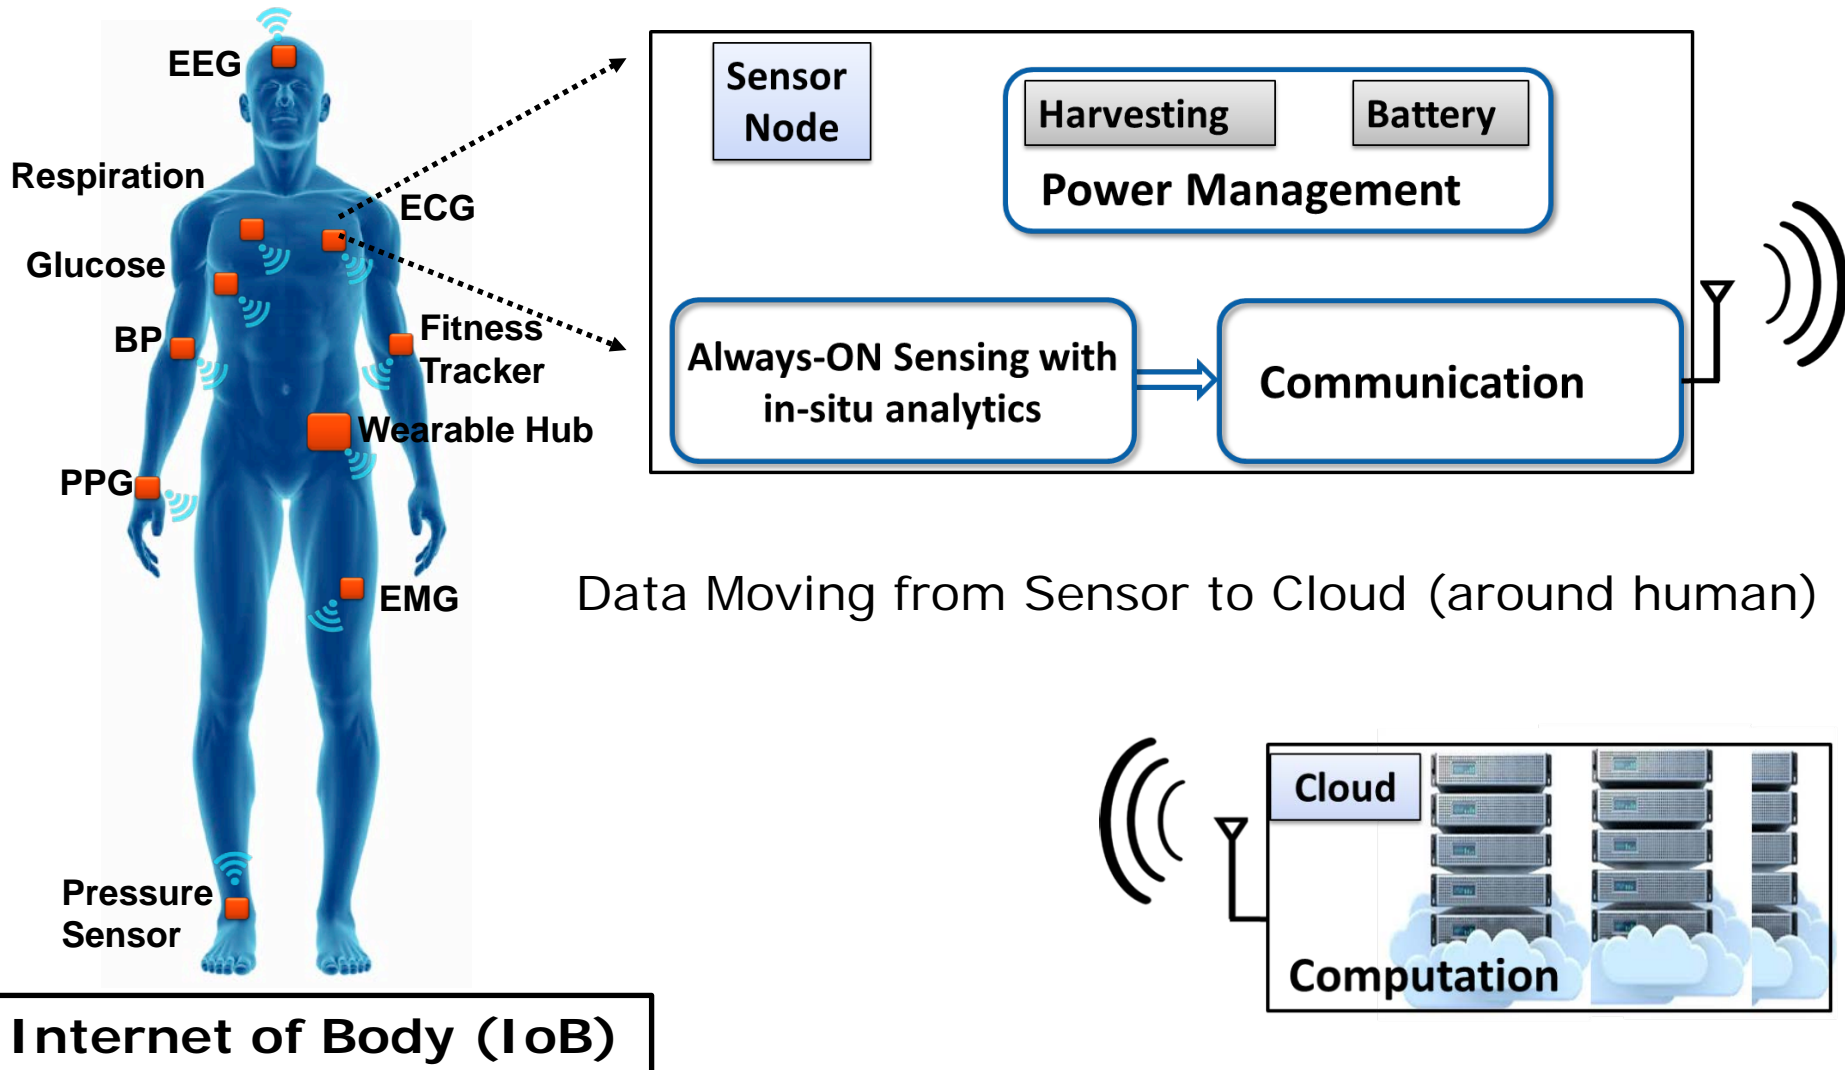 EEG
Respiration
ECG
Glucose
BP
Fitness
Tracker
Wearable Hub
PPG
EMG
Pressure
Sensor
Internet of Body (IoB)
Sensor
Node
Harvesting
Battery
Power Management
Always-ON Sensing with
in-situ analytics
Communication
Data Moving from Sensor to Cloud (around human)
Cloud
Computation